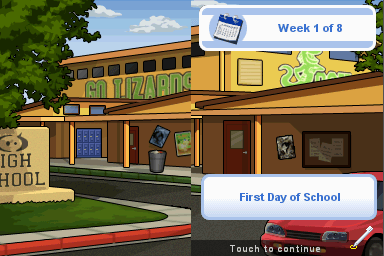 GO LIZARDS
HIGH
SCHOOL
Week 1 of 8
First Day of School
Touch to continue